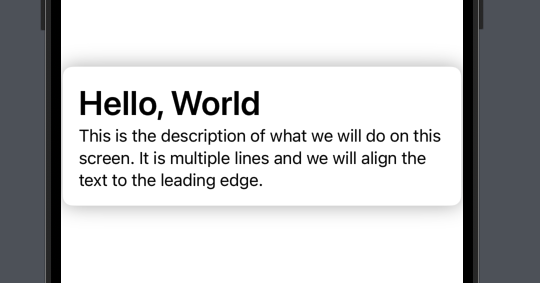 Hello, World
This is the description of what we will do on this
screen. It is multiple lines and we will align the
text to the leading edge.